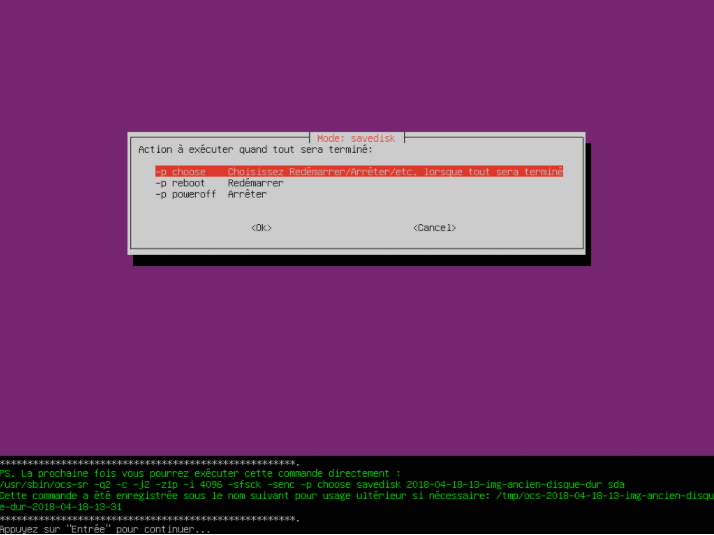 Mode: savedisk
Action à exécuter quand tout sera terminé:
-p choose Choisissez Redémarrer/Arrêter/etc. lorsque tout sera terminé
-p reboot Redémarrer
-p poweroff Arrêter
<Ok> <Cancel>
*****************************************************.
PS. La prochaine fois vous pourrez exécuter cette commande directement :
/usr/sbin/ocs-sr -q2 -c -j2 -z1p -i 4096 -sfsck -senc -p choose savedisk 2018-04-18-13-img-ancien-disque-dur sda
Cette commande a été enregistrée sous le nom suivant pour usage ultérieur si nécessaire: /tmp/ocs-2018-04-18-13-img-ancien-disqu
e-dur-2018-04-18-13-31
*****************************************************.
Appuyez sur "Entrée" pour continuer...